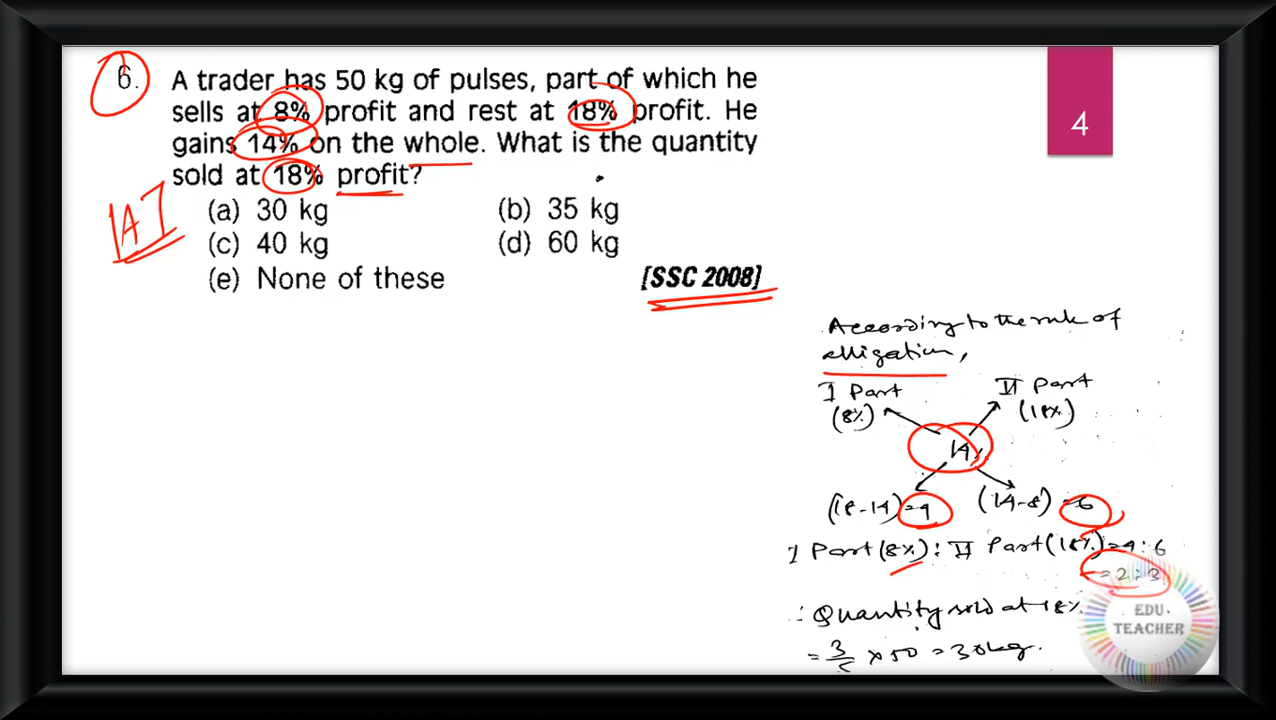 6. A trader has 50 kg of pulses, part of which he
sells at 8% profit and rest at 18% profit. He
gains 14% on the whole. What is the quantity
sold at 18% profit?
(a) 30 kg (b) 35 kg
(c) 40 kg (d) 60 kg
(e) None of these [SSC 2008]
[A]
4
According to the rule of
alligation,
I Part II Part
(8%) (18%)
14%
(18-14)=4 (14-8)=6
I Part (8%) : II Part (18%) = 4:6
= 2:3
∴ Quantity sold at 18%
= 3/5 × 50 = 30kg.
EDU
TEACHER